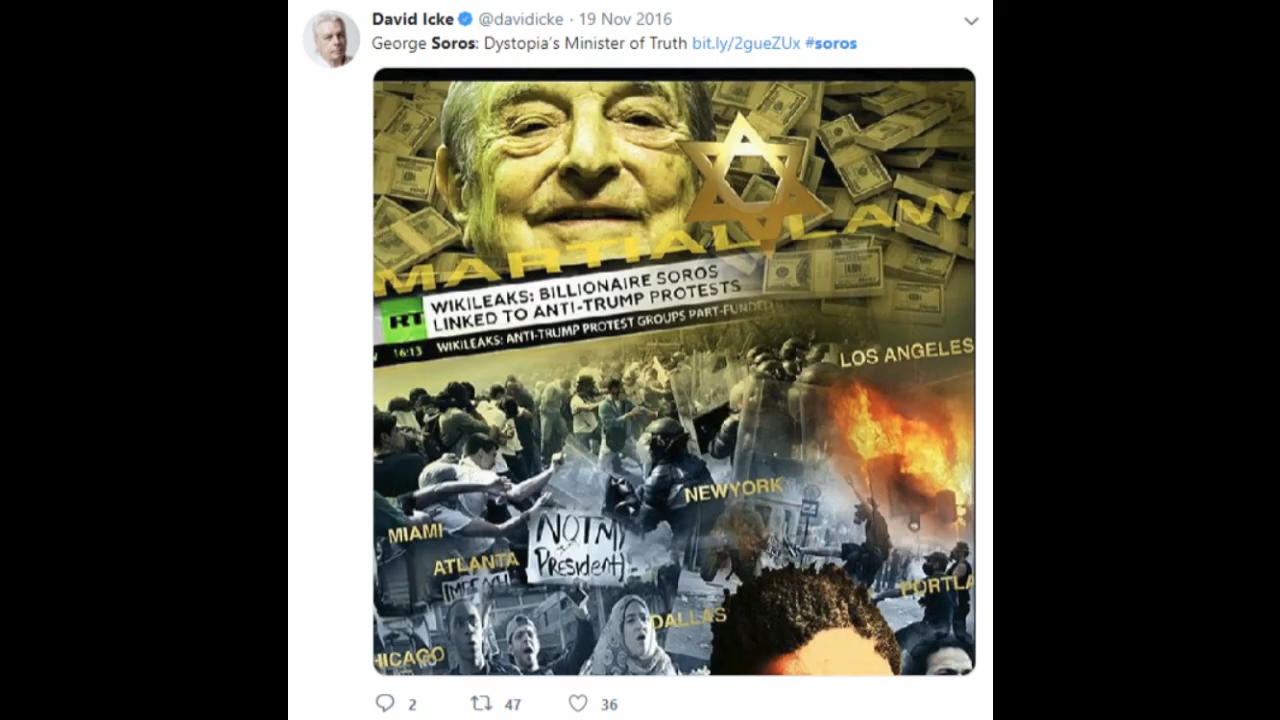 David Icke @davidicke · 19 Nov 2016
George Soros: Dystopia's Minister of Truth bit.ly/2gueZUx #soros
MARTIAL LAW
RT WIKILEAKS: BILLIONAIRE SOROS
LINKED TO ANTI-TRUMP PROTESTS
16:13 WIKILEAKS: ANTI-TRUMP PROTEST GROUPS PART-FUNDED
LOS ANGELES
NEWYORK
MIAMI
NOT MY
President
ATLANTA
IMPEACH
PORTLA
DALLAS
HICAGO
2 47 36